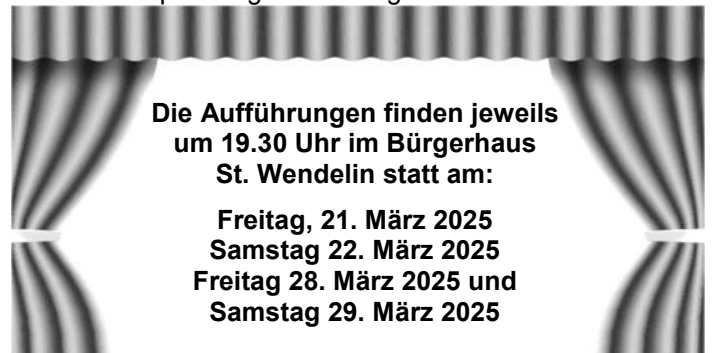 Die Aufführungen finden jeweils
um 19.30 Uhr im Bürgerhaus
St. Wendelin statt am:
Freitag, 21. März 2025
Samstag 22. März 2025
Freitag 28. März 2025 und
Samstag 29. März 2025